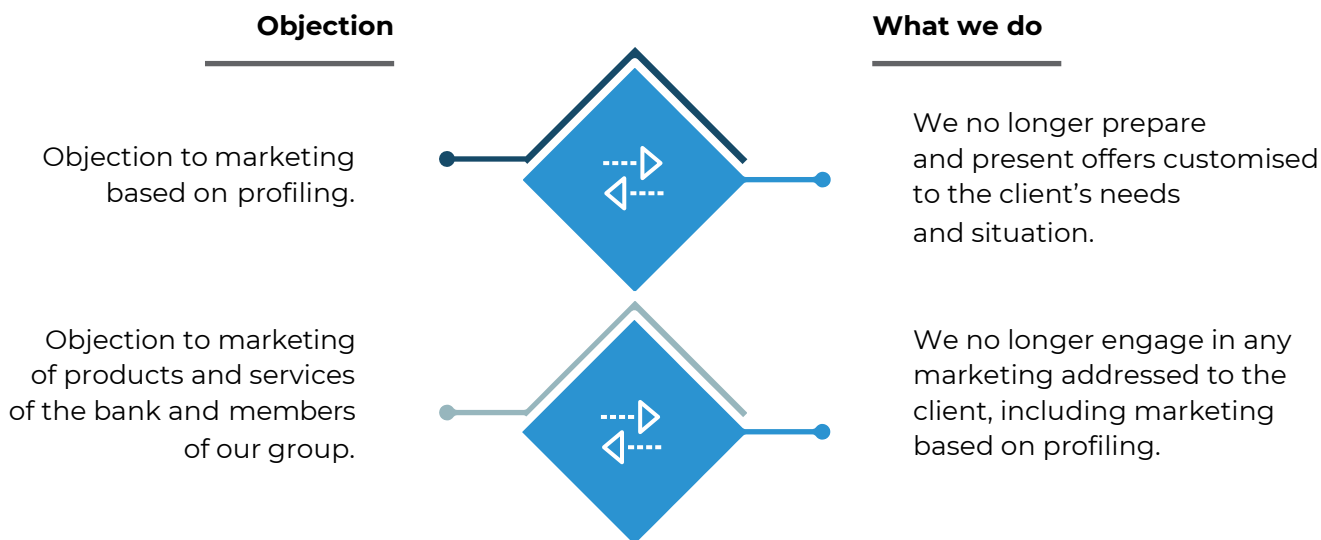 Objection
What we do
Objection to marketing
based on profiling.
We no longer prepare
and present offers customised
to the client’s needs
and situation.
Objection to marketing
of products and services
of the bank and members
of our group.
We no longer engage in any
marketing addressed to the
client, including marketing
based on profiling.